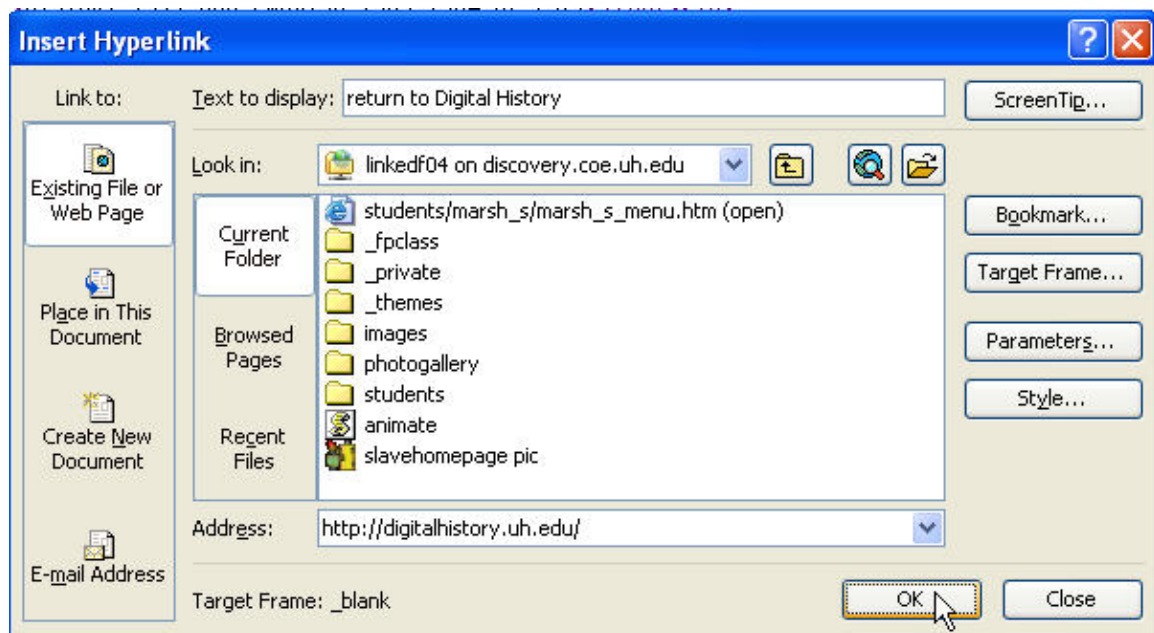 Insert Hyperlink
Link to:
Text to display: return to Digital History
ScreenTip...
Existing File or
Web Page
Look in: linkedf04 on discovery.coe.uh.edu
Current
Folder
students/marsh_s/marsh_s_menu.htm (open)
_fpclass
_private
_themes
images
photogallery
students
animate
slavehomepage pic
Bookmark...
Target Frame...
Parameters...
Style...
Place in This
Document
Browsed
Pages
Create New
Document
Recent
Files
Address: http://digitalhistory.uh.edu/
E-mail Address
Target Frame: _blank
OK
Close